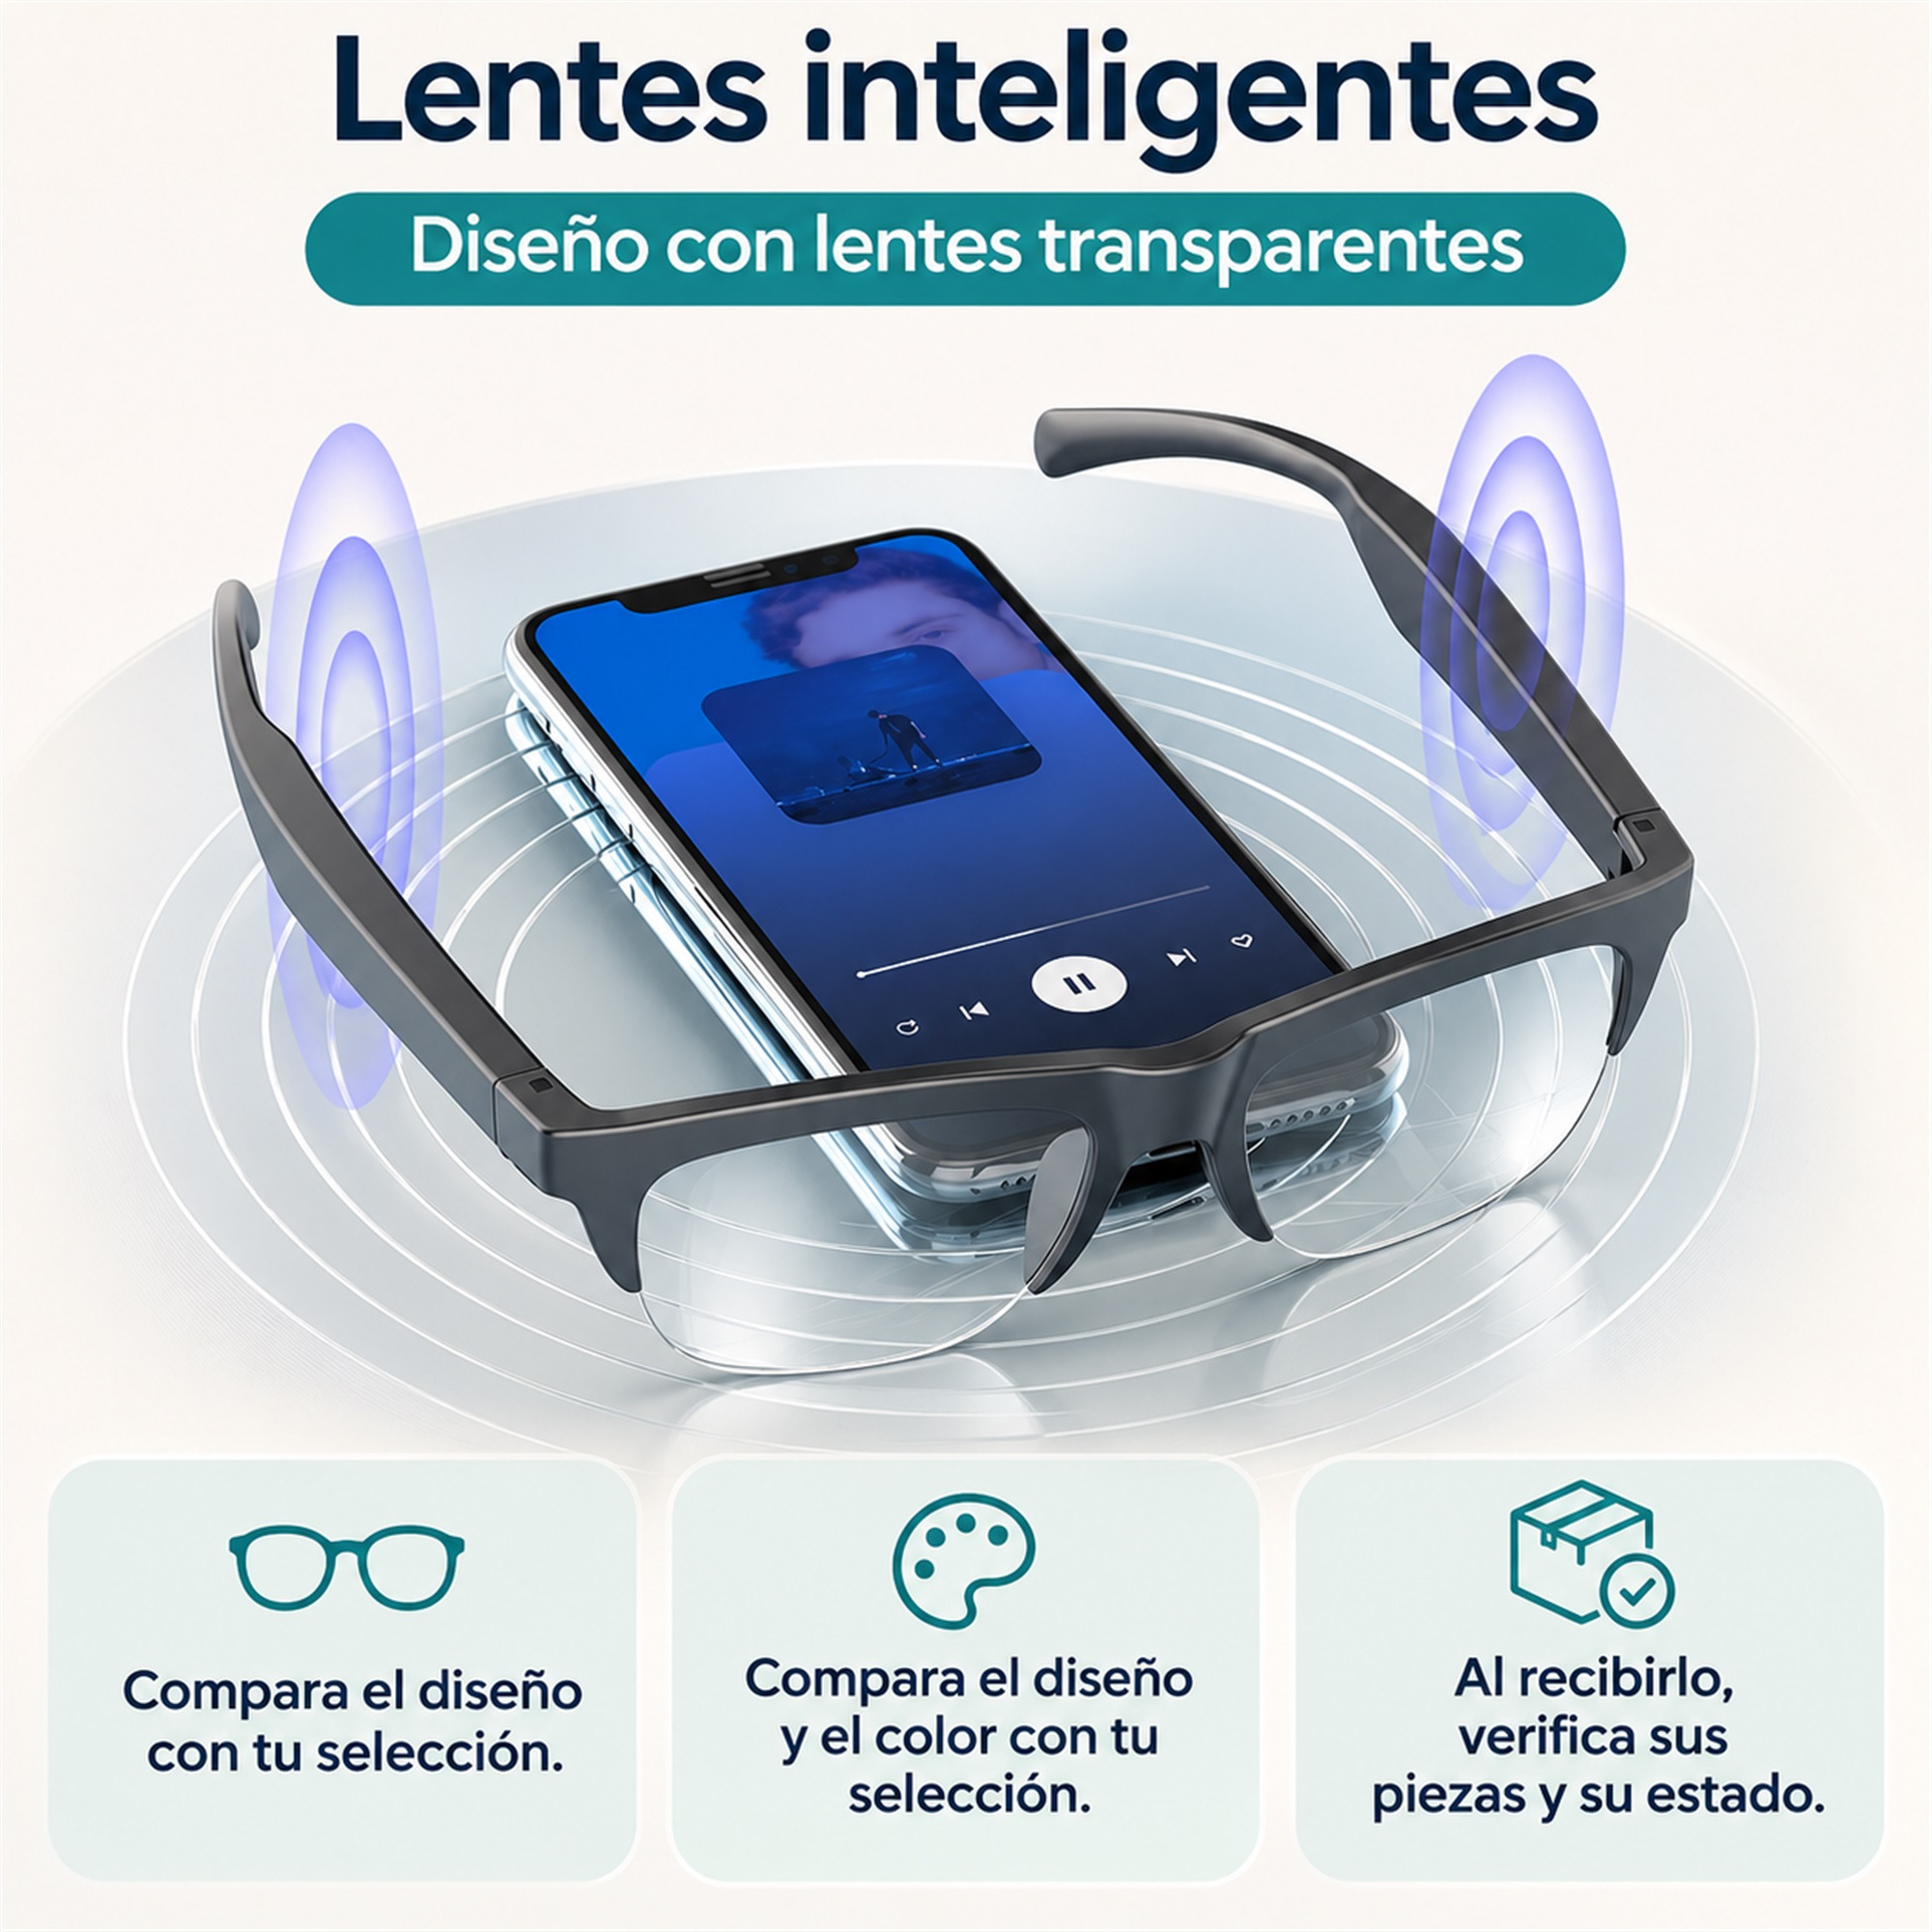 Lentes inteligentes
Diseño con lentes transparentes
Compara el diseño
con tu selección.
Compara el diseño
y el color con tu
selección.
Al recibirlo,
verifica sus
piezas y su estado.